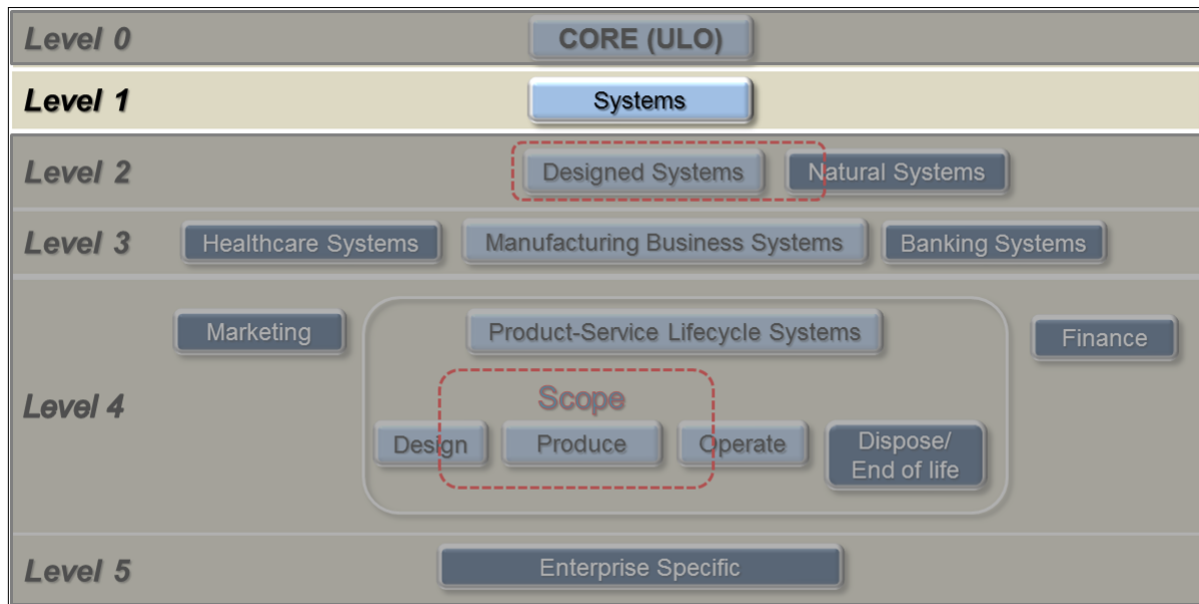 Level 0
CORE (ULO)
Level 1
Systems
Level 2
Designed Systems
Natural Systems
Level 3
Healthcare Systems
Manufacturing Business Systems
Banking Systems
Level 4
Marketing
Product-Service Lifecycle Systems
Finance
Scope
Design
Produce
Operate
Dispose/
End of life
Level 5
Enterprise Specific